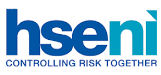 hseni
CONTROLLING RISK TOGETHER